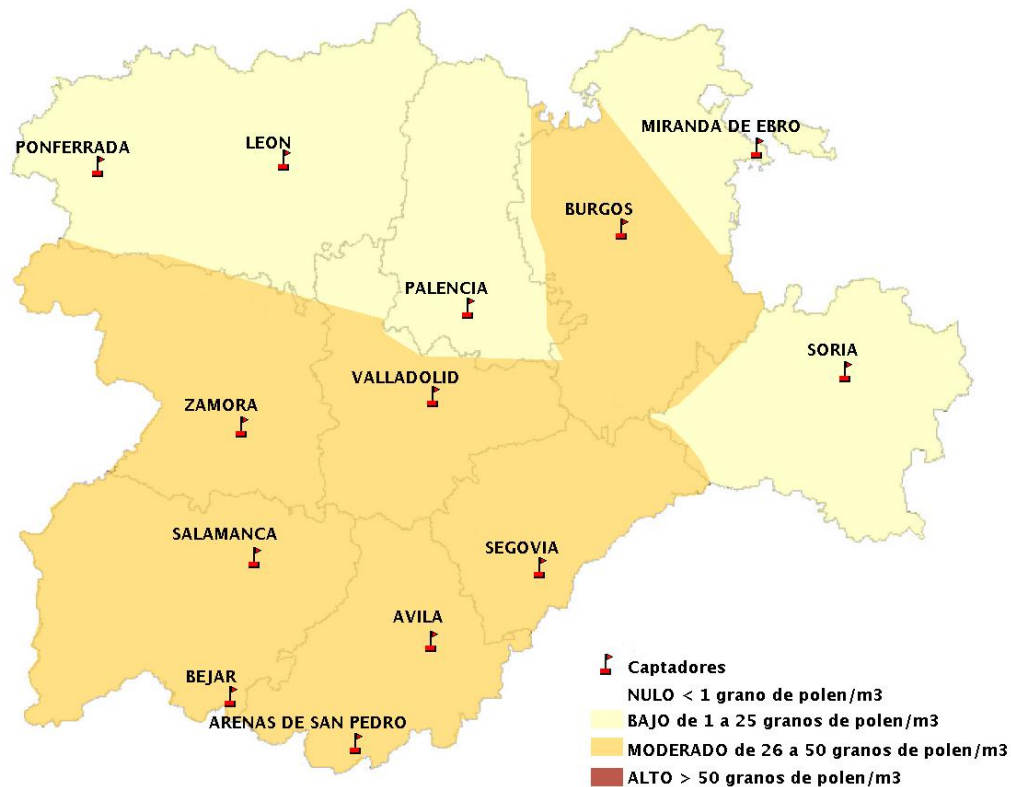 MIRANDA DE EBRO
PONFERRADA
LEON
BURGOS
PALENCIA
SORIA
VALLADOLID
ZAMORA
SALAMANCA
SEGOVIA
AVILA
BEJAR
ARENAS DE SAN PEDRO
Captadores
NULO < 1 grano de polen/m3
BAJO de 1 a 25 granos de polen/m3
MODERADO de 26 a 50 granos de polen/m3
ALTO > 50 granos de polen/m3